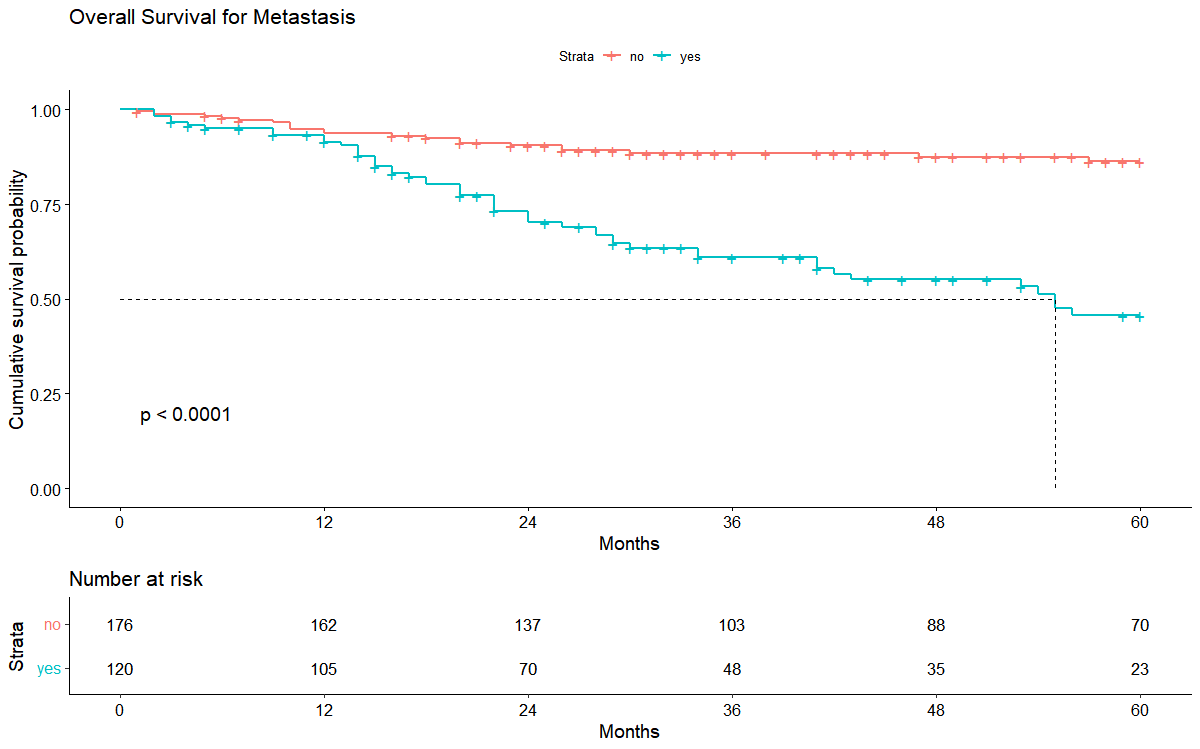 Overall Survival for Metastasis
Strata no yes
Cumulative survival probability
1.00
0.75
0.50
0.25
0.00
p < 0.0001
0 12 24 36 48 60
Months
Number at risk
Strata
no 176 162 137 103 88 70
yes 120 105 70 48 35 23
0 12 24 36 48 60
Months